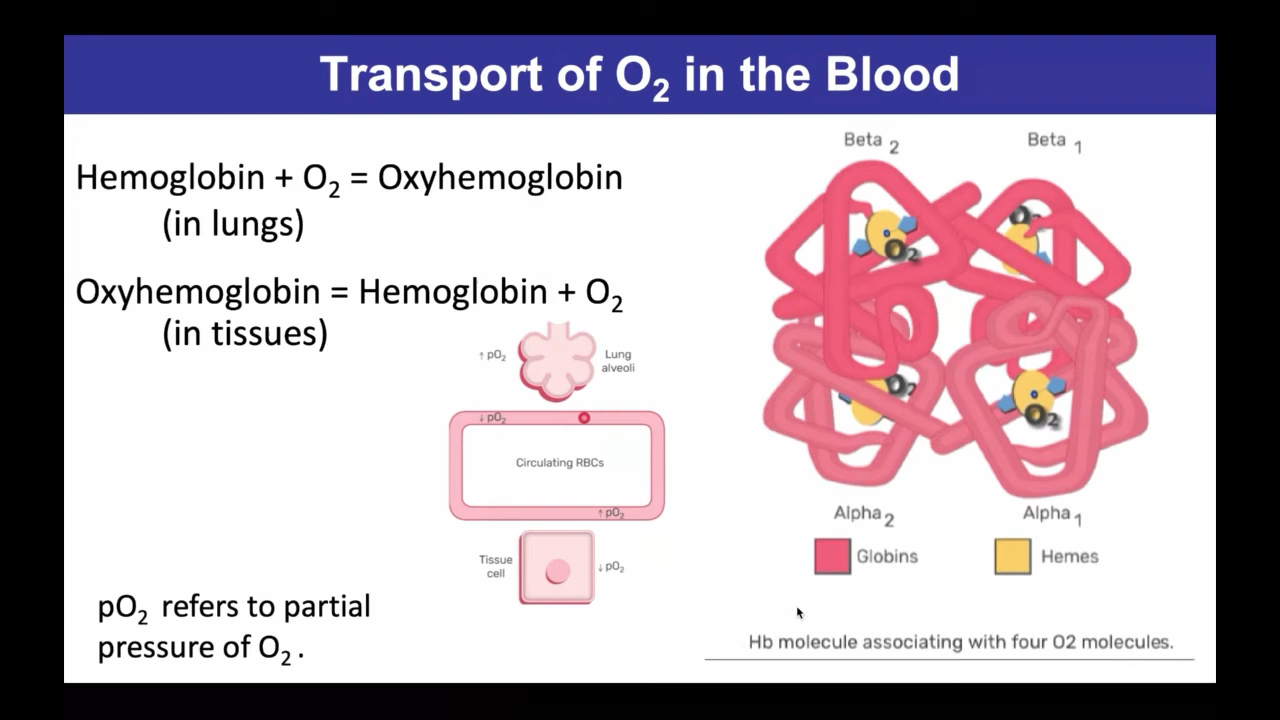 Transport of O₂ in the Blood
Hemoglobin + O₂ = Oxyhemoglobin
(in lungs)
Oxyhemoglobin = Hemoglobin + O₂
(in tissues)
↑ pO₂
Lung
alveoli
↓ pO₂
Circulating RBCs
↑ pO₂
Tissue
cell
↓ pO₂
pO₂ refers to partial
pressure of O₂ .
Beta ₂
Beta ₁
O₂
O₂
O₂
O₂
Alpha ₂
Alpha ₁
Globins
Hemes
Hb molecule associating with four O2 molecules.